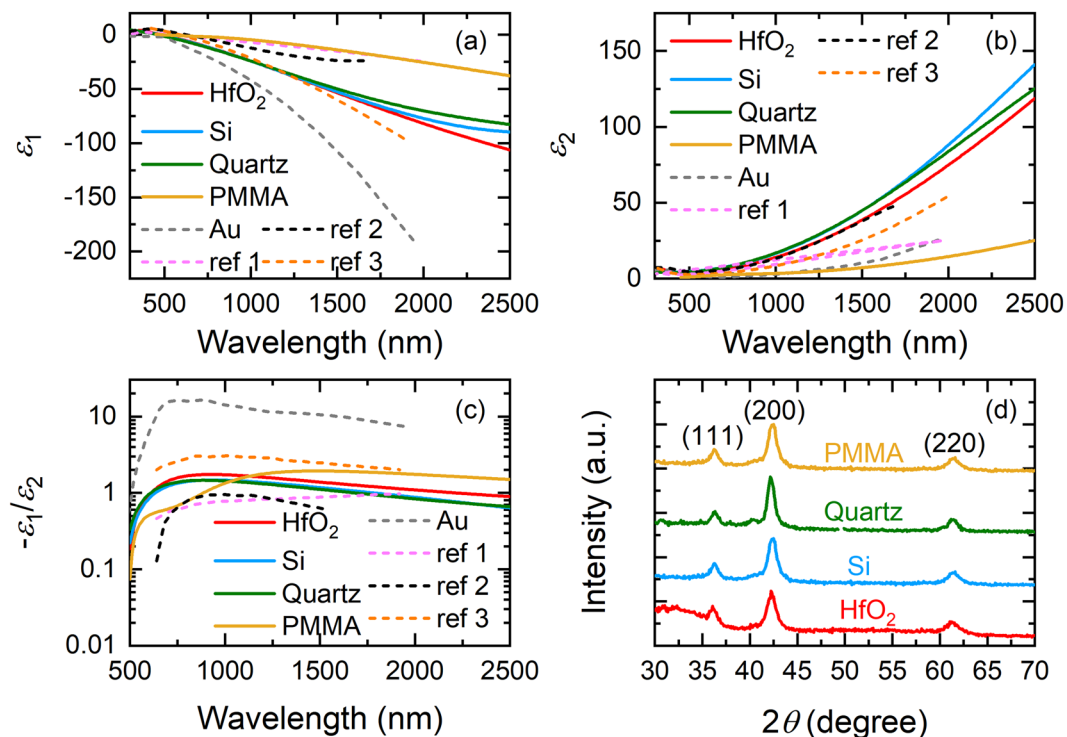 (a)
0
-50
-100
-150
-200
ε₁
HfO₂
Si
Quartz
PMMA
Au
ref 1
ref 2
ref 3
500 1000 1500 2000 2500
Wavelength (nm)
(b)
150
100
50
0
ε₂
HfO₂
Si
Quartz
PMMA
Au
ref 1
ref 2
ref 3
500 1000 1500 2000 2500
Wavelength (nm)
(c)
10
1
0.1
0.01
-ε₁/ε₂
HfO₂
Si
Quartz
PMMA
Au
ref 1
ref 2
ref 3
500 1000 1500 2000 2500
Wavelength (nm)
(d)
(111)
(200)
(220)
PMMA
Quartz
Si
HfO₂
Intensity (a.u.)
30 35 40 45 50 55 60 65 70
2θ (degree)